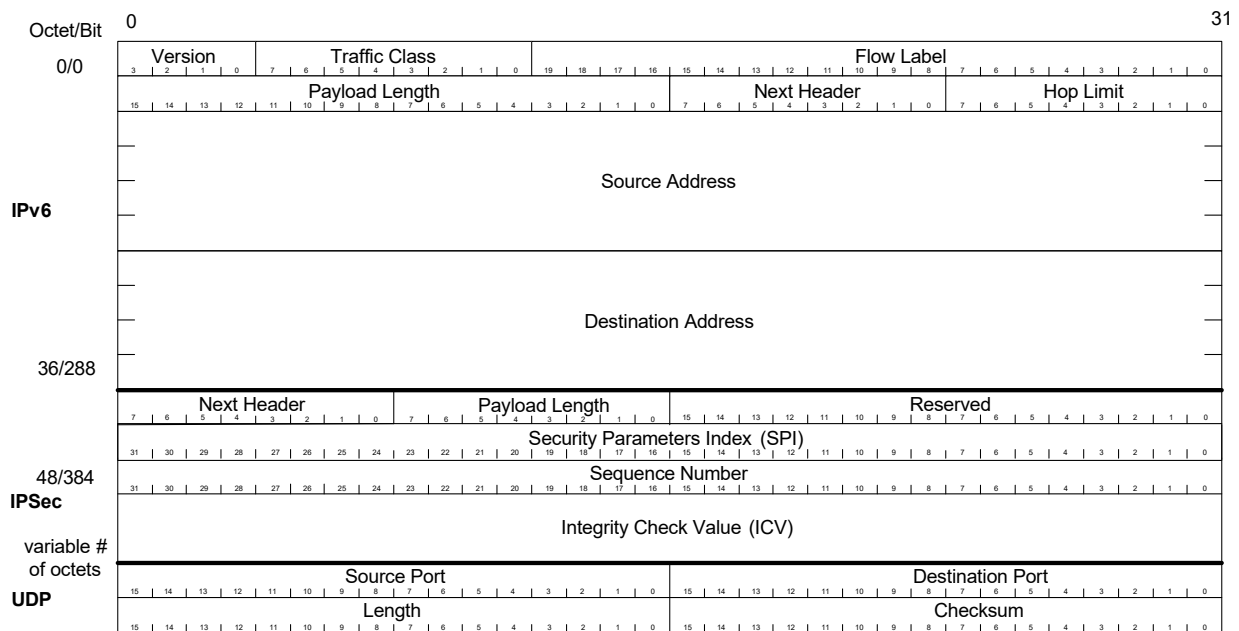 Octet/Bit 0 31
0/0 Version Traffic Class Flow Label
3 2 1 0 7 6 5 4 3 2 1 0 19 18 17 16 15 14 13 12 11 10 9 8 7 6 5 4 3 2 1 0
Payload Length Next Header Hop Limit
15 14 13 12 11 10 9 8 7 6 5 4 3 2 1 0 7 6 5 4 3 2 1 0 7 6 5 4 3 2 1 0
Source Address
IPv6
Destination Address
36/288
Next Header Payload Length Reserved
7 6 5 4 3 2 1 0 7 6 5 4 3 2 1 0 15 14 13 12 11 10 9 8 7 6 5 4 3 2 1 0
Security Parameters Index (SPI)
31 30 29 28 27 26 25 24 23 22 21 20 19 18 17 16 15 14 13 12 11 10 9 8 7 6 5 4 3 2 1 0
48/384 Sequence Number
31 30 29 28 27 26 25 24 23 22 21 20 19 18 17 16 15 14 13 12 11 10 9 8 7 6 5 4 3 2 1 0
IPSec
Integrity Check Value (ICV)
variable #
of octets
Source Port Destination Port
15 14 13 12 11 10 9 8 7 6 5 4 3 2 1 0 15 14 13 12 11 10 9 8 7 6 5 4 3 2 1 0
UDP
Length Checksum
15 14 13 12 11 10 9 8 7 6 5 4 3 2 1 0 15 14 13 12 11 10 9 8 7 6 5 4 3 2 1 0